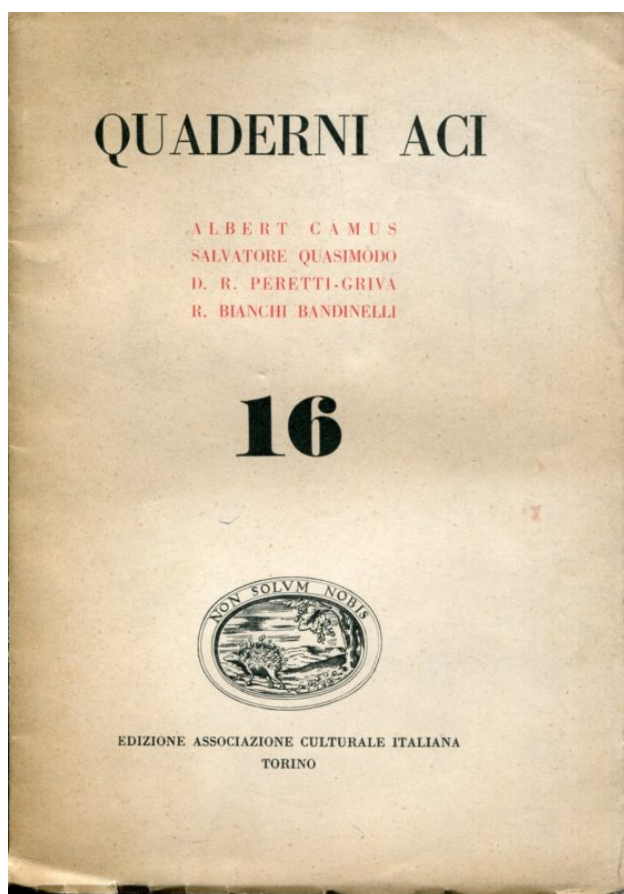 QUADERNI ACI
ALBERT CAMUS
SALVATORE QUASIMODO
D. R. PERETTI-GRIVA
R. BIANCHI BANDINELLI
16
NON SOLVM NOBIS
EDIZIONE ASSOCIAZIONE CULTURALE ITALIANA
TORINO